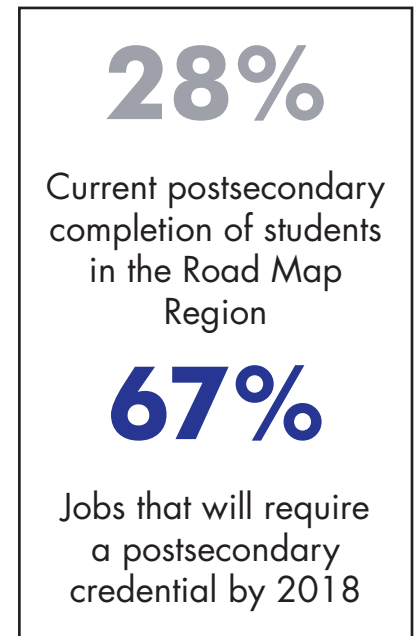 28%
Current postsecondary
completion of students
in the Road Map
Region
67%
Jobs that will require
a postsecondary
credential by 2018